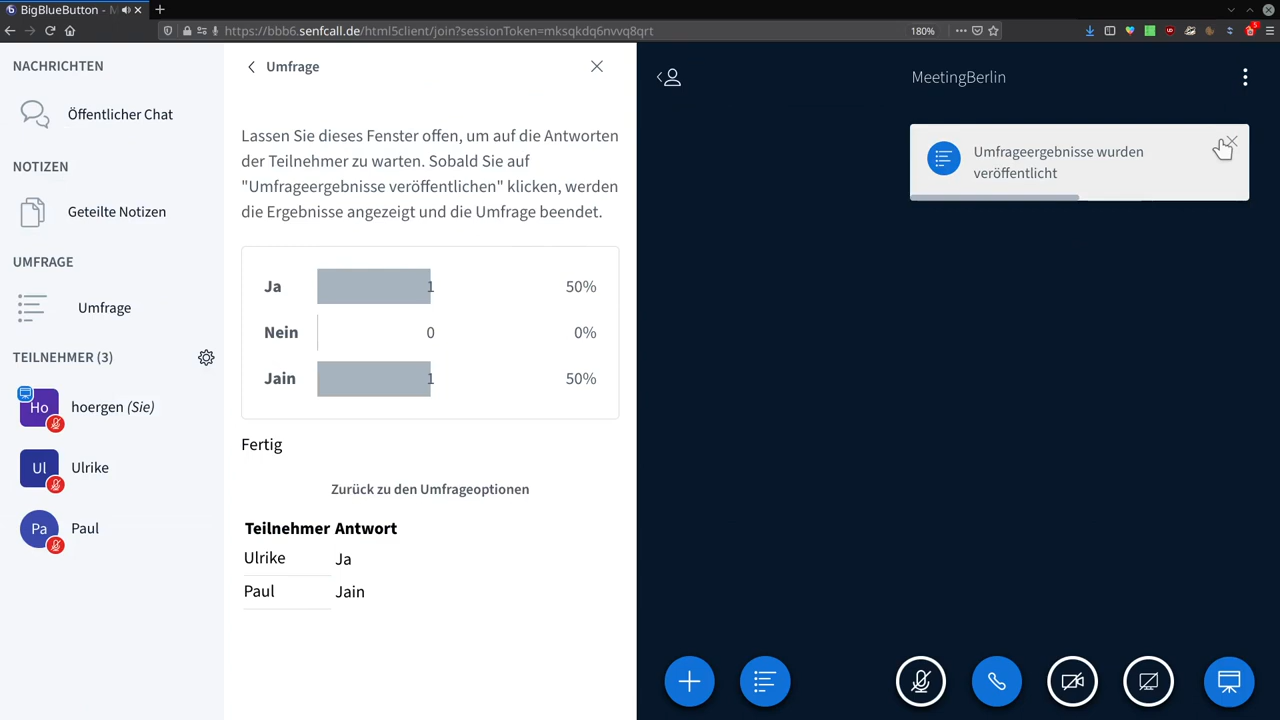 BigBlueButton - M
https://bbb6.senfcall.de/html5client/join?sessionToken=mksqkdq6nvvq8qrt
180%
5
NACHRICHTEN
Öffentlicher Chat
NOTIZEN
Geteilte Notizen
UMFRAGE
Umfrage
TEILNEHMER (3)
Ho
hoergen (Sie)
Ul
Ulrike
Pa
Paul
Umfrage
Lassen Sie dieses Fenster offen, um auf die Antworten
der Teilnehmer zu warten. Sobald Sie auf
"Umfrageergebnisse veröffentlichen" klicken, werden
die Ergebnisse angezeigt und die Umfrage beendet.
Ja 1 50%
Nein 0 0%
Jain 1 50%
Fertig
Zurück zu den Umfrageoptionen
Teilnehmer Antwort
Ulrike Ja
Paul Jain
MeetingBerlin
Umfrageergebnisse wurden
veröffentlicht